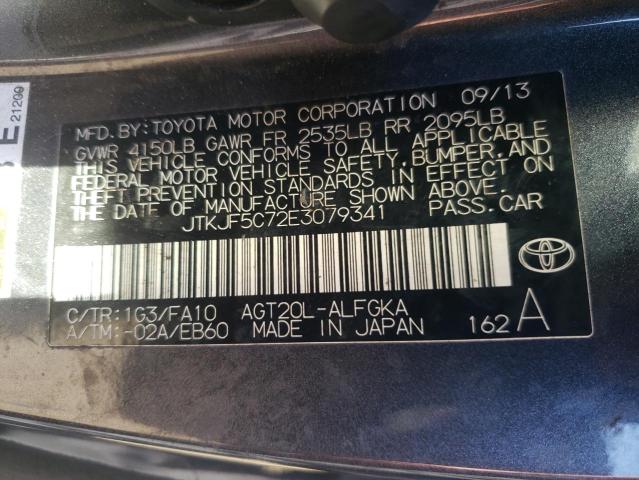 E
21200
MFD. BY: TOYOTA MOTOR CORPORATION 09/13
GVWR 4150LB GAWR FR 2535LB RR 2095LB
THIS VEHICLE CONFORMS TO ALL APPLICABLE
FEDERAL MOTOR VEHICLE SAFETY, BUMPER, AND
THEFT PREVENTION STANDARDS IN EFFECT ON
THE DATE OF MANUFACTURE SHOWN ABOVE.
JTKJF5C72E3079341 PASS. CAR
C/TR: 1G3/FA10 AGT20L-ALFGKA
A/TM: -02A/EB60 MADE IN JAPAN 162 A